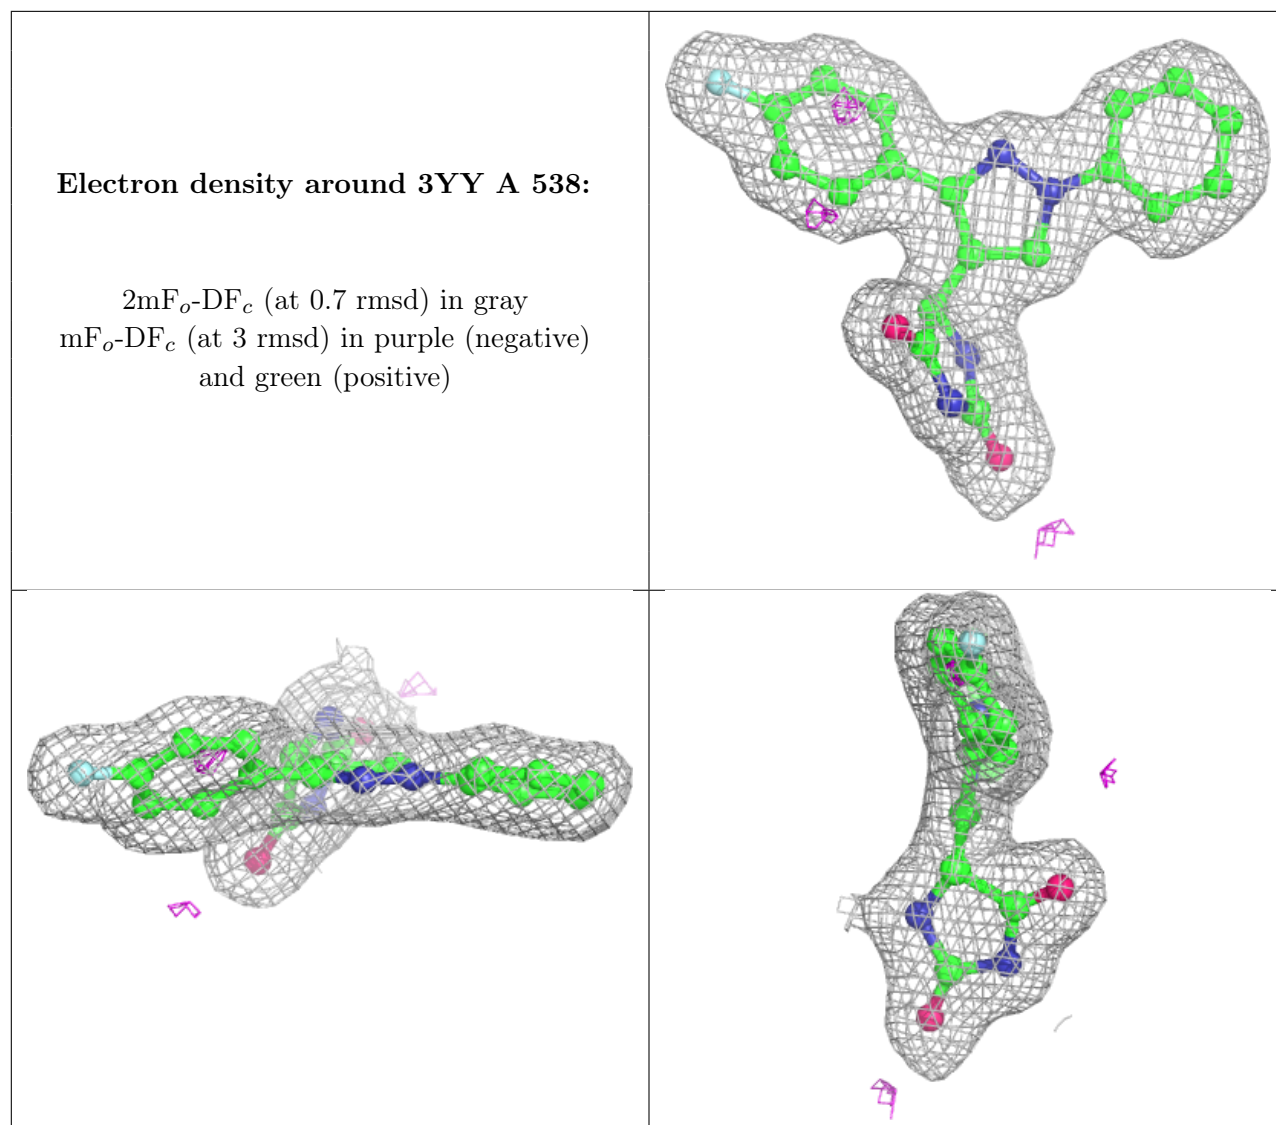 Electron density around 3YY A 538:
2mFₒ-DF𝒸 (at 0.7 rmsd) in gray
mFₒ-DF𝒸 (at 3 rmsd) in purple (negative)
and green (positive)